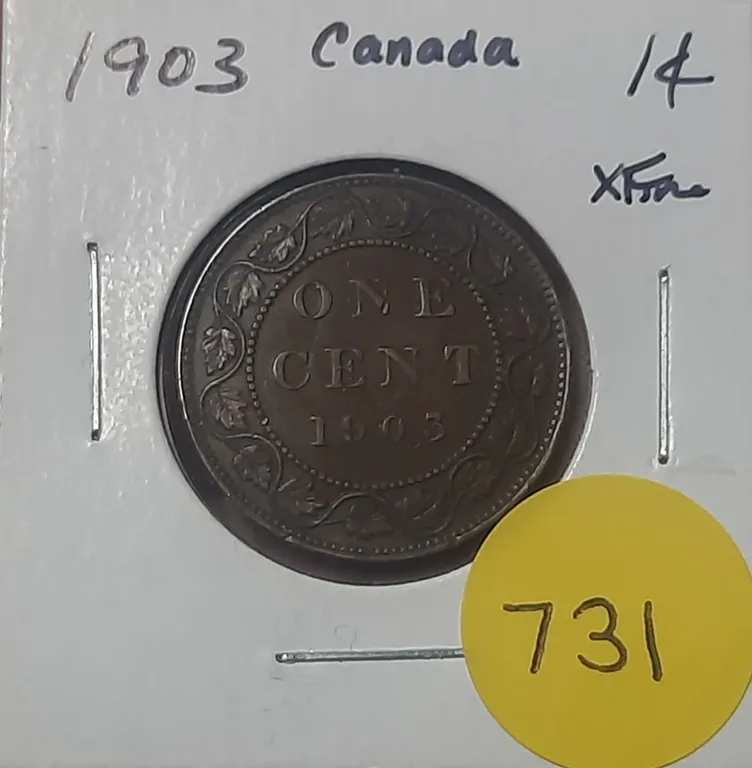 1903 Canada 1¢
XFine
ONE
CENT
1903
731